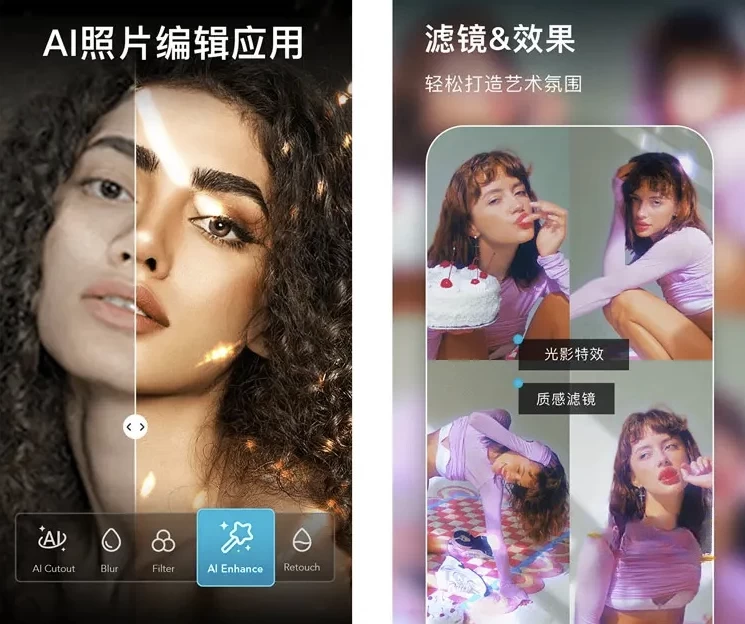 AI照片编辑应用
AI
AI Cutout
Blur
Filter
AI Enhance
Retouch
滤镜&效果
轻松打造艺术氛围
光影特效
质感滤镜